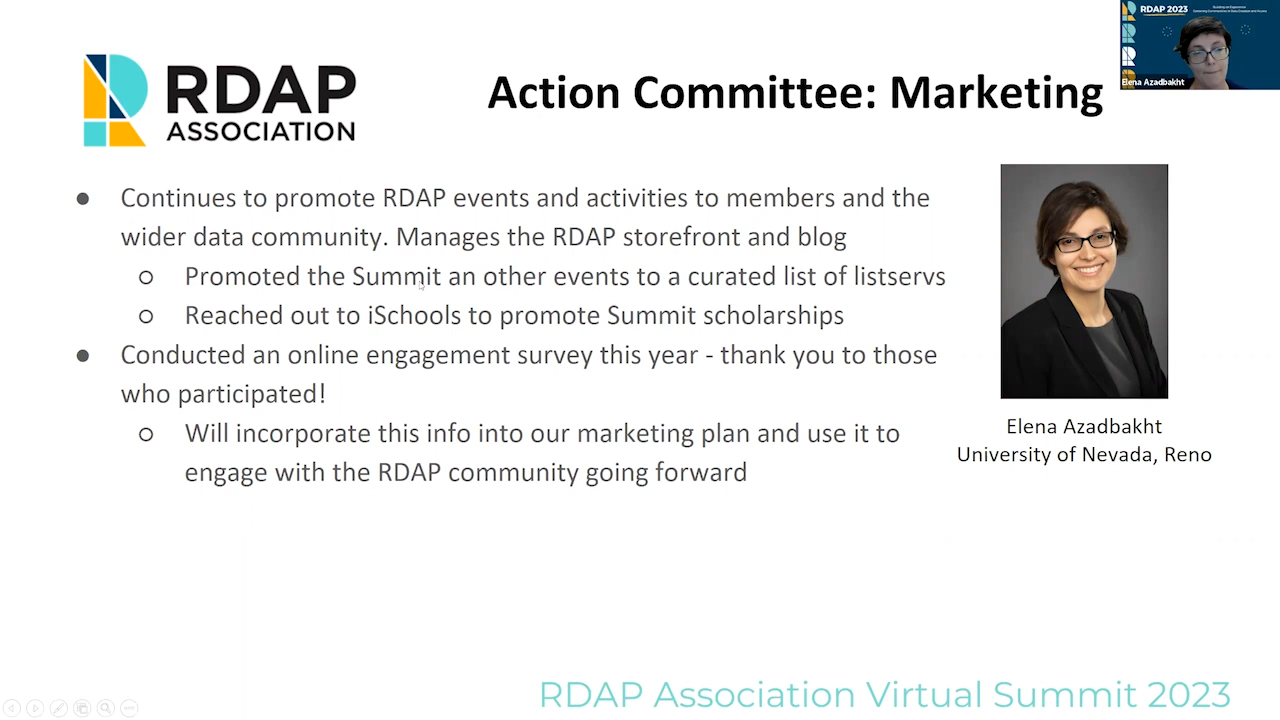 RDAP
ASSOCIATION
Action Committee: Marketing
RDAP 2023
Elena Azadbakht
● Continues to promote RDAP events and activities to members and the
wider data community. Manages the RDAP storefront and blog
○ Promoted the Summit an other events to a curated list of listservs
○ Reached out to iSchools to promote Summit scholarships
● Conducted an online engagement survey this year - thank you to those
who participated!
○ Will incorporate this info into our marketing plan and use it to
engage with the RDAP community going forward
Elena Azadbakht
University of Nevada, Reno
RDAP Association Virtual Summit 2023